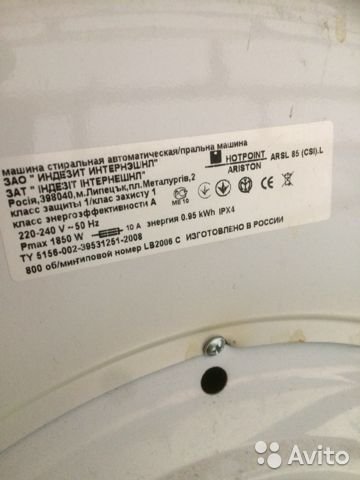 машина стиральная автоматическая/пральна машина
ЗАО " ИНДЕЗИТ ИНТЕРНЭШНЛ"
ЗАТ " ІНДЕЗІТ ІНТЕРНЕШНЛ"
Росія,398040,м.Липецьк,пл.Металургів,2
класс защиты 1/клас захисту 1
класс энергоэффективности А
220-240 V ~ 50 Hz
Pmax 1850 W 10 A энергия 0.95 kWh IPX4
ТУ 5156-002-39531251-2008
800 об/мин типовой номер LB2006 C ИЗГОТОВЛЕНО В РОССИИ
HOTPOINT ARSL 85 (CSI).L
ARISTON
ME10
CE
Avito